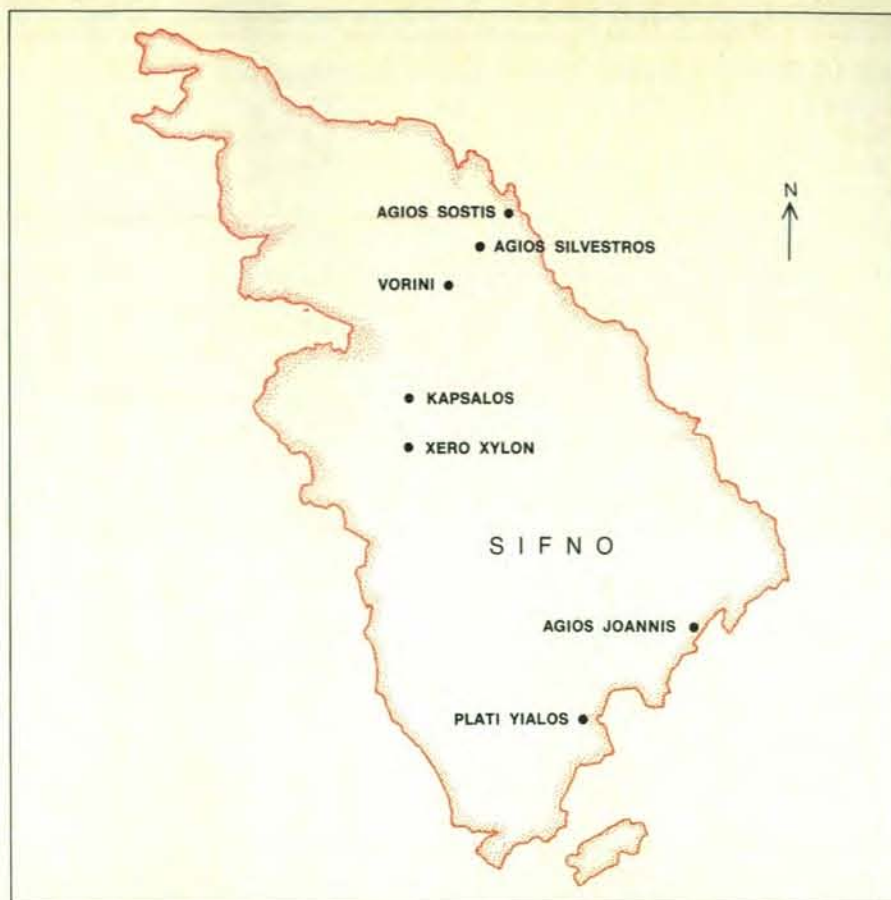 N
AGIOS SOSTIS
AGIOS SILVESTROS
VORINI
KAPSALOS
XERO XYLON
SIFNO
AGIOS JOANNIS
PLATI YIALOS